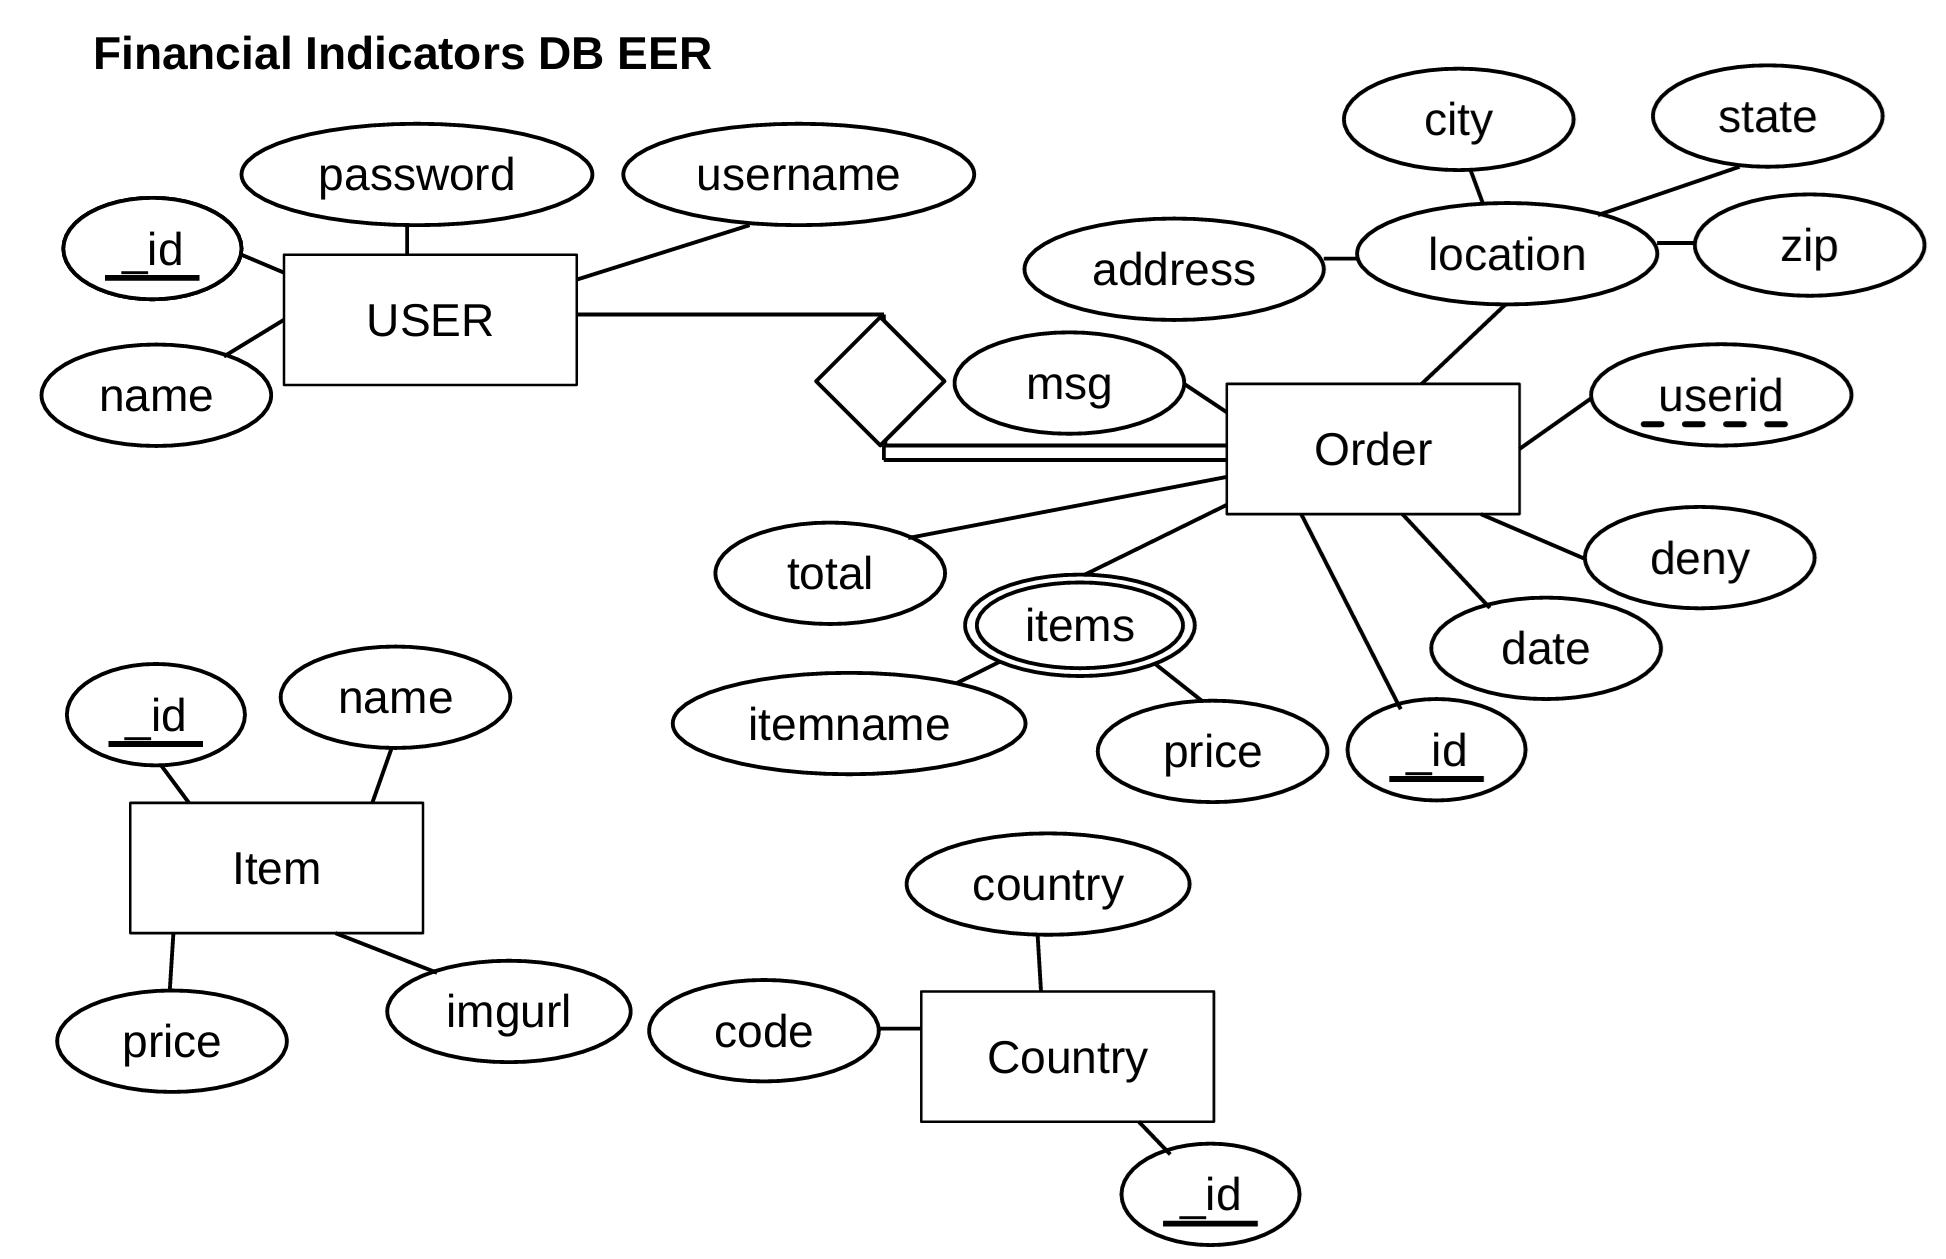 Financial Indicators DB EER
city
state
password
username
_id
address
location
zip
USER
name
msg
userid
Order
total
deny
items
date
_id
name
itemname
price
_id
Item
country
imgurl
price
code
Country
_id